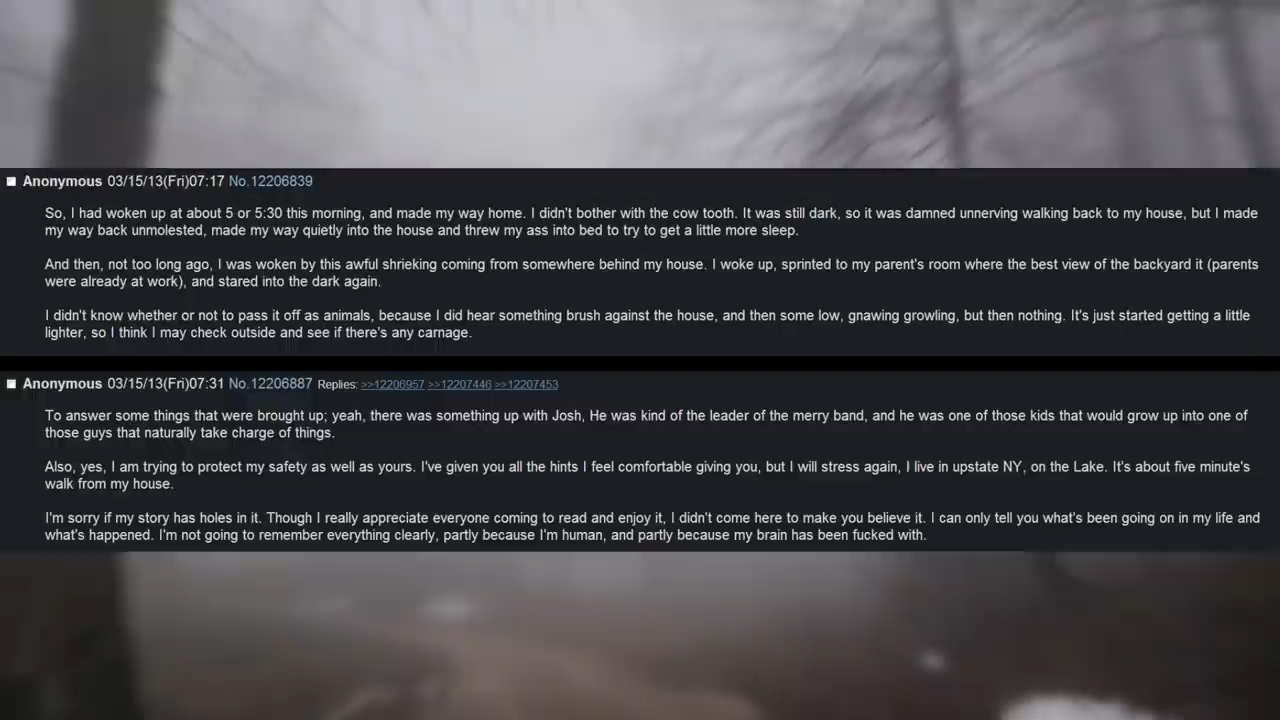 Anonymous 03/15/13(Fri)07:17 No.12206839
So, I had woken up at about 5 or 5:30 this morning, and made my way home. I didn't bother with the cow tooth. It was still dark, so it was damned unnerving walking back to my house, but I made
my way back unmolested, made my way quietly into the house and threw my ass into bed to try to get a little more sleep.
And then, not too long ago, I was woken by this awful shrieking coming from somewhere behind my house. I woke up, sprinted to my parent's room where the best view of the backyard it (parents
were already at work), and stared into the dark again.
I didn't know whether or not to pass it off as animals, because I did hear something brush against the house, and then some low, gnawing growling, but then nothing. It's just started getting a little
lighter, so I think I may check outside and see if there's any carnage.
Anonymous 03/15/13(Fri)07:31 No.12206887 Replies: >>12206957 >>12207446 >>12207453
To answer some things that were brought up; yeah, there was something up with Josh, He was kind of the leader of the merry band, and he was one of those kids that would grow up into one of
those guys that naturally take charge of things.
Also, yes, I am trying to protect my safety as well as yours. I've given you all the hints I feel comfortable giving you, but I will stress again, I live in upstate NY, on the Lake. It's about five minute's
walk from my house.
I'm sorry if my story has holes in it. Though I really appreciate everyone coming to read and enjoy it, I didn't come here to make you believe it. I can only tell you what's been going on in my life and
what's happened. I'm not going to remember everything clearly, partly because I'm human, and partly because my brain has been fucked with.